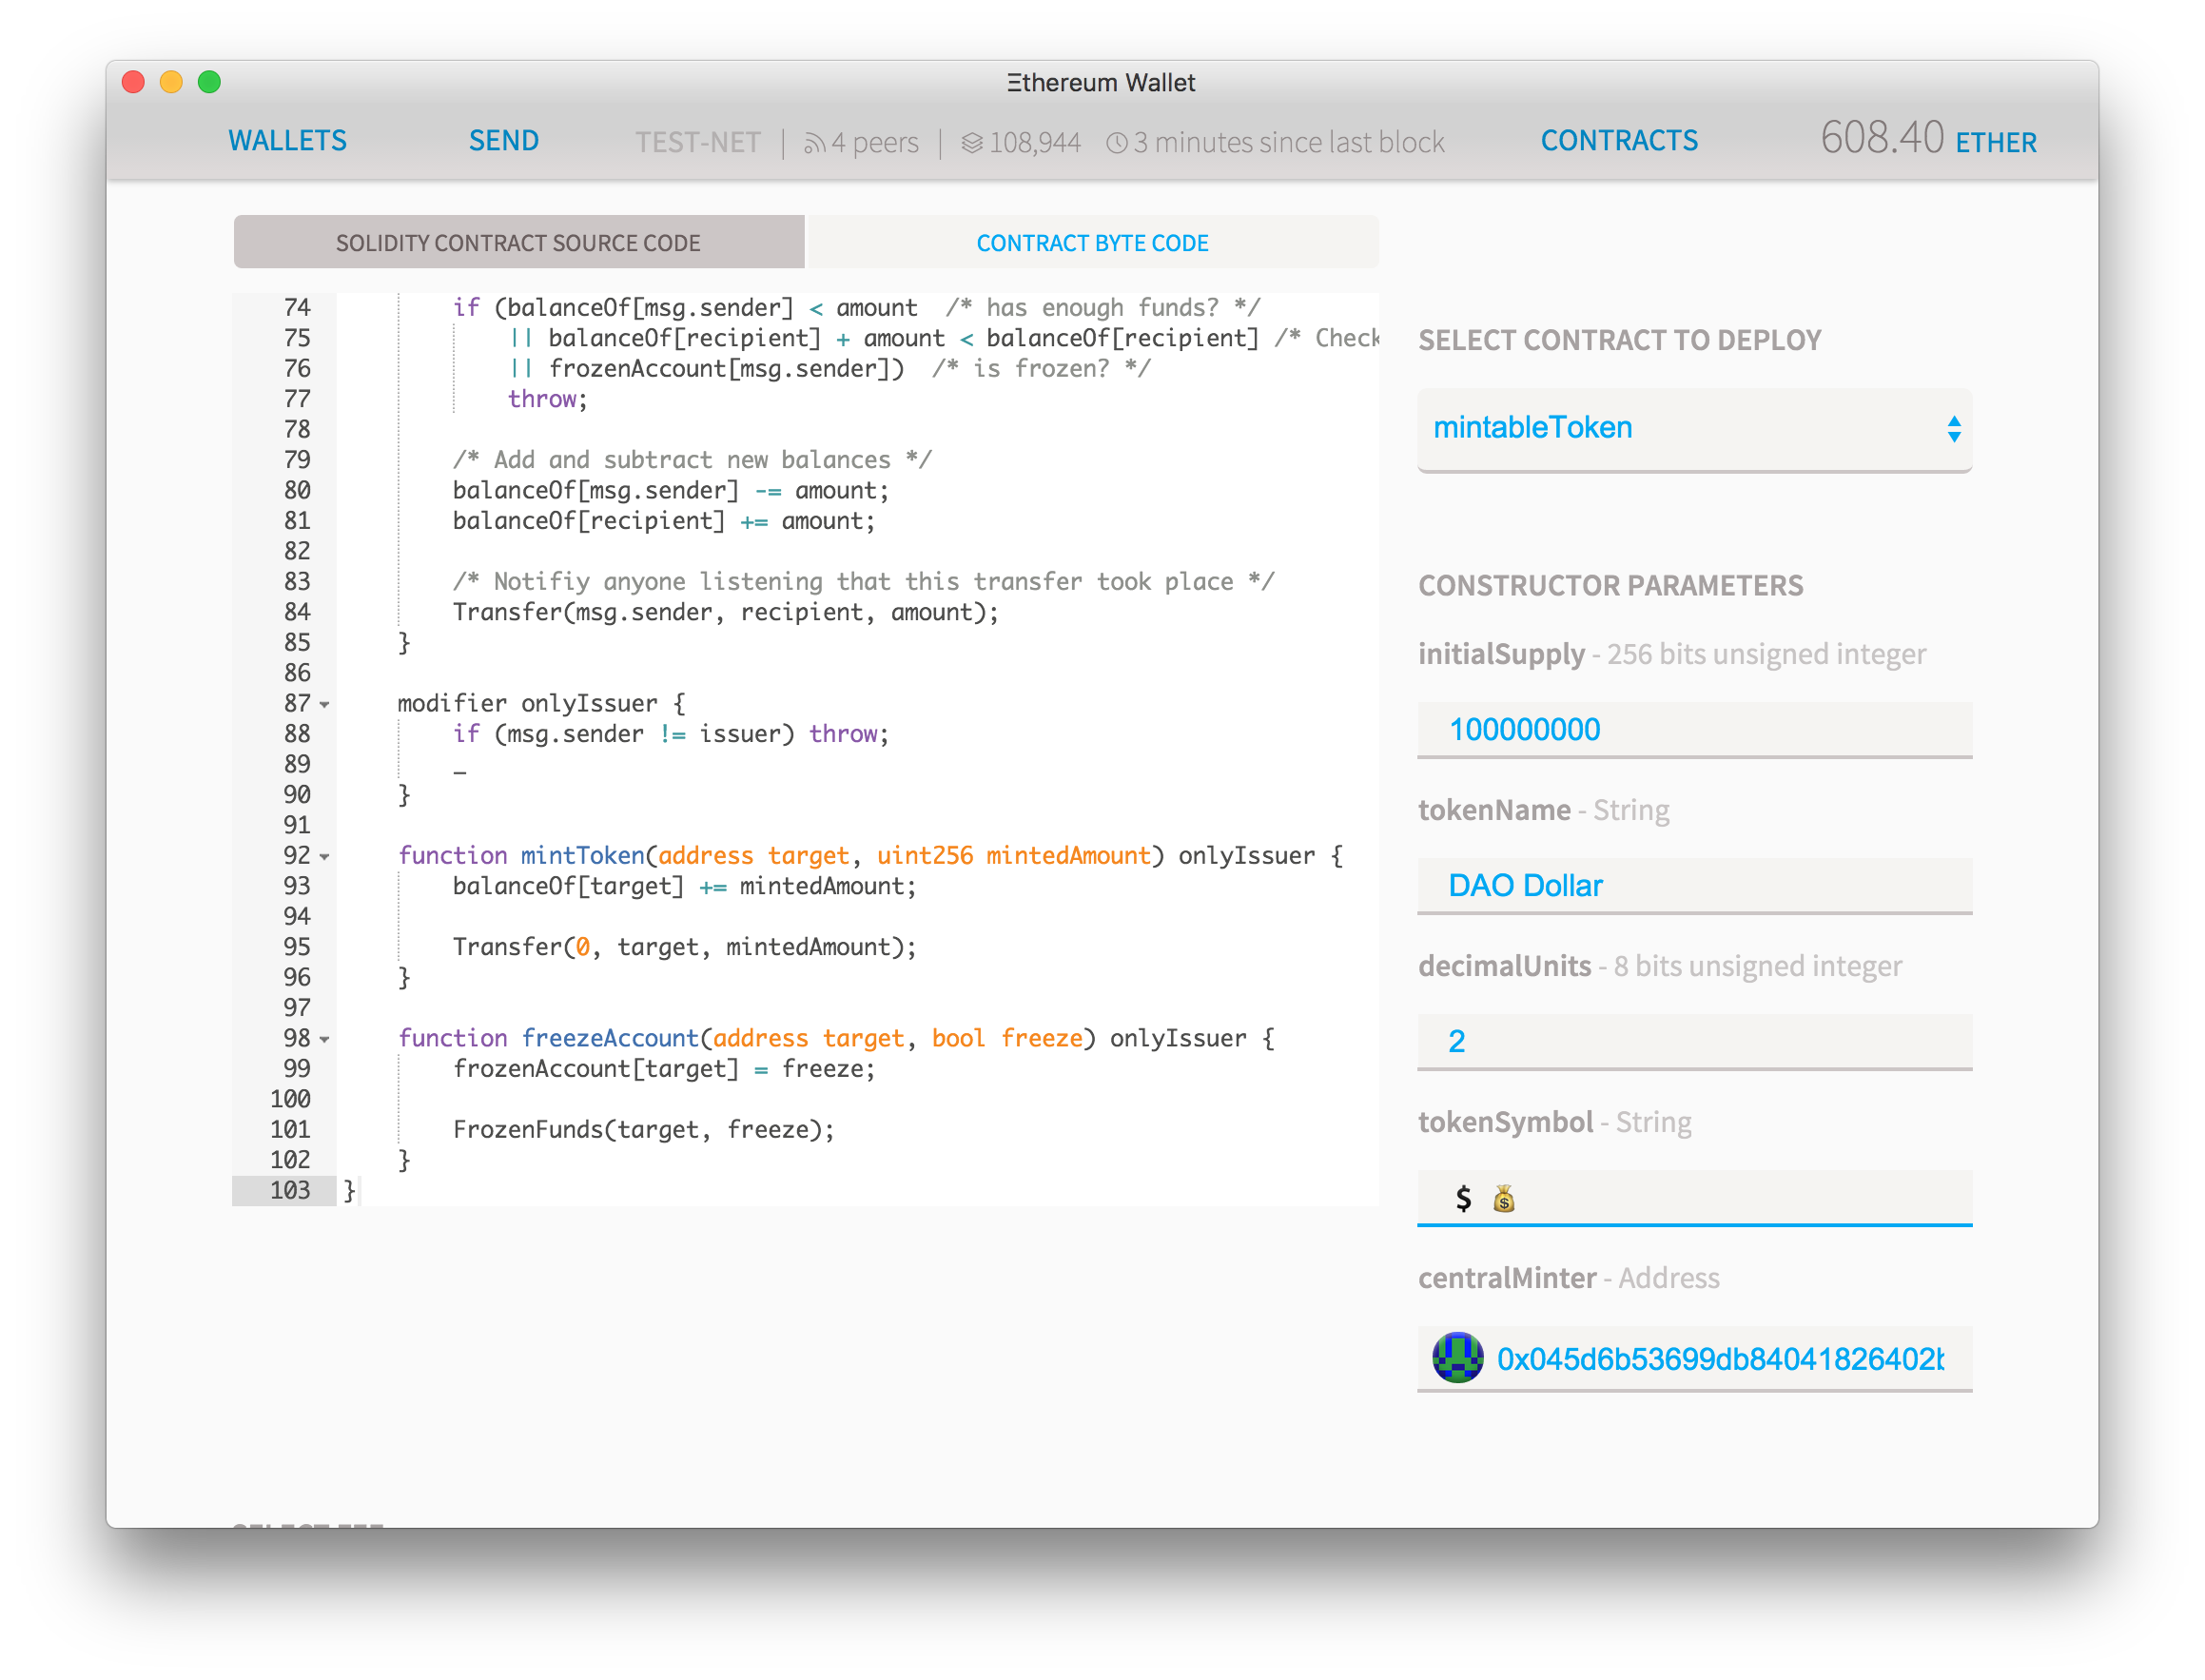 Ξthereum Wallet
WALLETS SEND TEST-NET | 4 peers | 108,944 3 minutes since last block CONTRACTS 608.40 ETHER
SOLIDITY CONTRACT SOURCE CODE CONTRACT BYTE CODE
74 if (balanceOf[msg.sender] < amount /* has enough funds? */
75 || balanceOf[recipient] + amount < balanceOf[recipient] /* Check
76 || frozenAccount[msg.sender]) /* is frozen? */
77 throw;
78
79 /* Add and subtract new balances */
80 balanceOf[msg.sender] -= amount;
81 balanceOf[recipient] += amount;
82
83 /* Notifiy anyone listening that this transfer took place */
84 Transfer(msg.sender, recipient, amount);
85 }
86
87 modifier onlyIssuer {
88 if (msg.sender != issuer) throw;
89 _
90 }
91
92 function mintToken(address target, uint256 mintedAmount) onlyIssuer {
93 balanceOf[target] += mintedAmount;
94
95 Transfer(0, target, mintedAmount);
96 }
97
98 function freezeAccount(address target, bool freeze) onlyIssuer {
99 frozenAccount[target] = freeze;
100
101 FrozenFunds(target, freeze);
102 }
103 }
SELECT CONTRACT TO DEPLOY
mintableToken
CONSTRUCTOR PARAMETERS
initialSupply - 256 bits unsigned integer
100000000
tokenName - String
DAO Dollar
decimalUnits - 8 bits unsigned integer
2
tokenSymbol - String
$ 💰
centralMinter - Address
0x045d6b53699db84041826402b